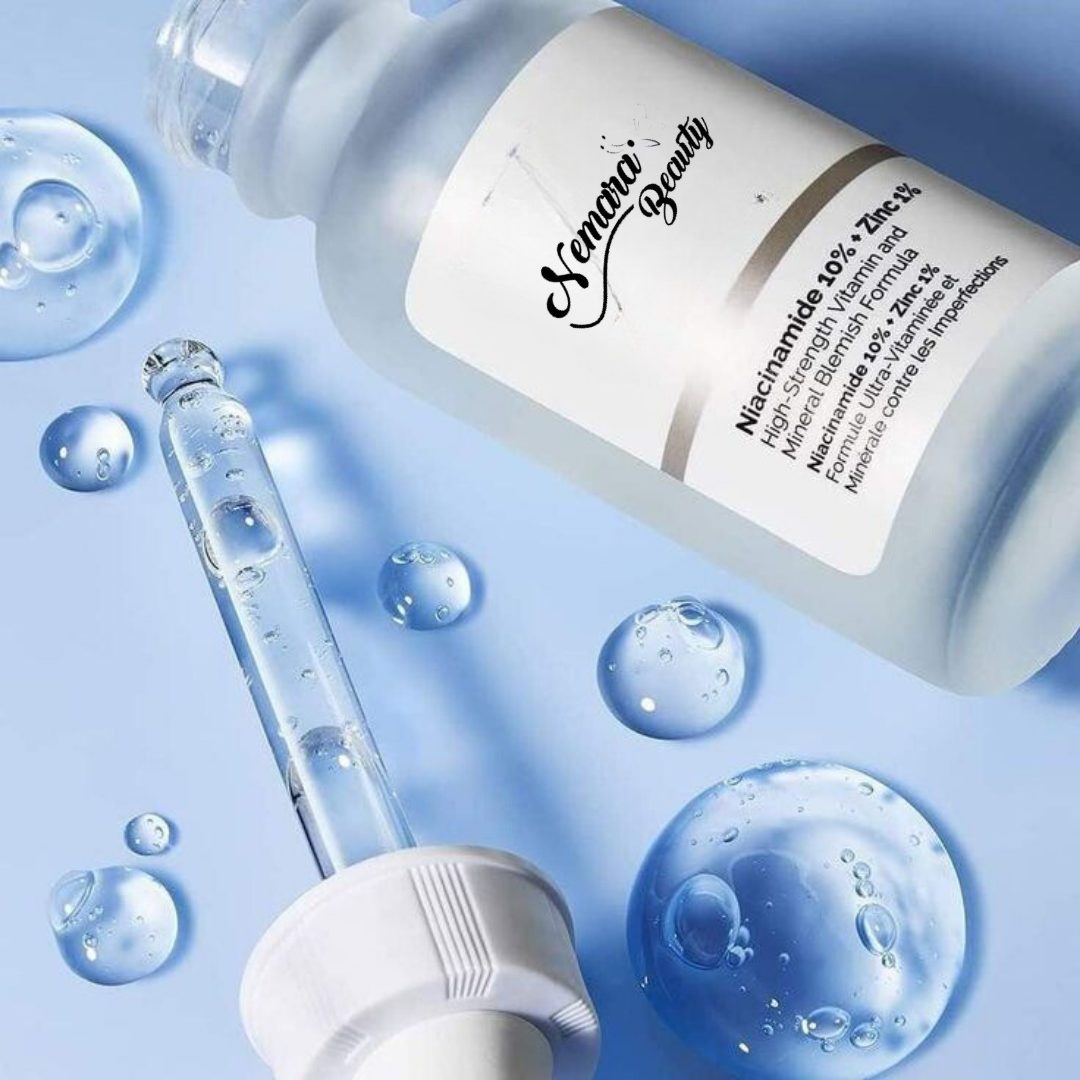 Nemara
Beauty
Niacinamide 10% + Zinc 1%
High-Strength Vitamin and
Mineral Blemish Formula
Niacinamide 10% + Zinc 1%
Formule Ultra-Vitaminée et
Minérale contre les Imperfections